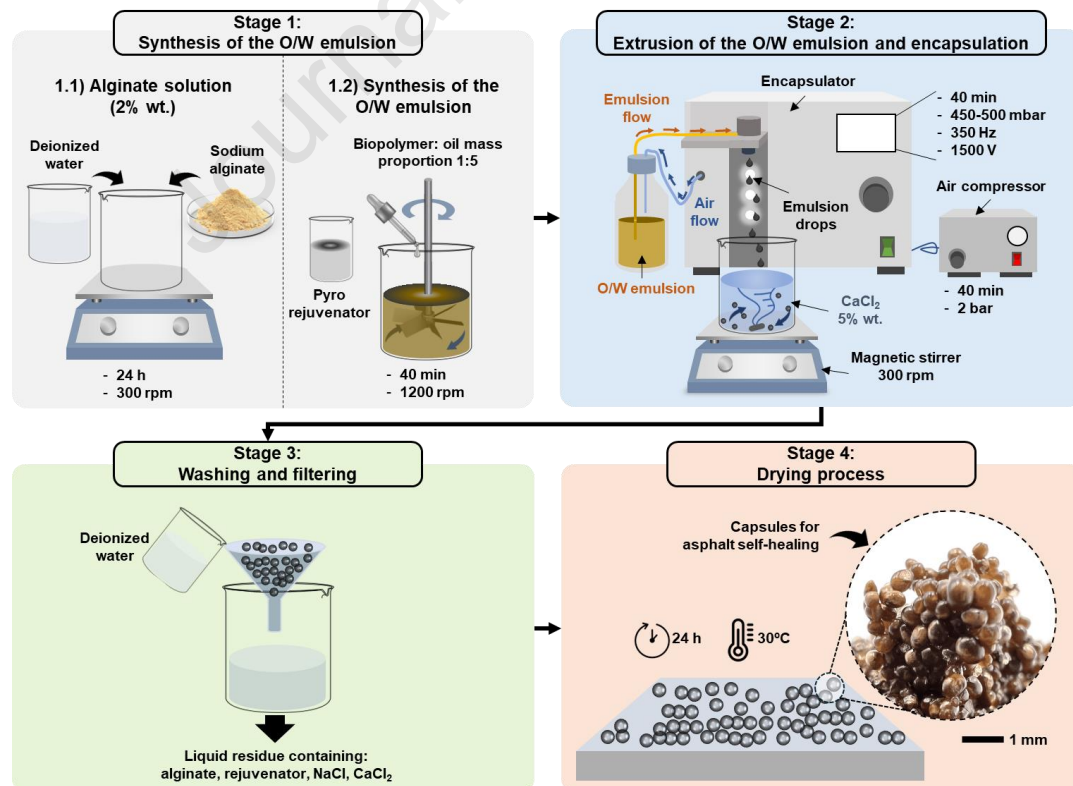 Journal
Stage 1:
Synthesis of the O/W emulsion
1.1) Alginate solution
(2% wt.)
Deionized
water
Sodium
alginate
- 24 h
- 300 rpm
1.2) Synthesis of the
O/W emulsion
Biopolymer: oil mass
proportion 1:5
Pyro
rejuvenator
- 40 min
- 1200 rpm
Stage 2:
Extrusion of the O/W emulsion and encapsulation
Encapsulator
Emulsion
flow
- 40 min
- 450-500 mbar
- 350 Hz
- 1500 V
Air compressor
Air
flow
Emulsion
drops
O/W emulsion
CaCl₂
5% wt.
- 40 min
- 2 bar
Magnetic stirrer
300 rpm
Stage 3:
Washing and filtering
Deionized
water
Liquid residue containing:
alginate, rejuvenator, NaCl, CaCl₂
Stage 4:
Drying process
Capsules for
asphalt self-healing
24 h
30ºC
1 mm